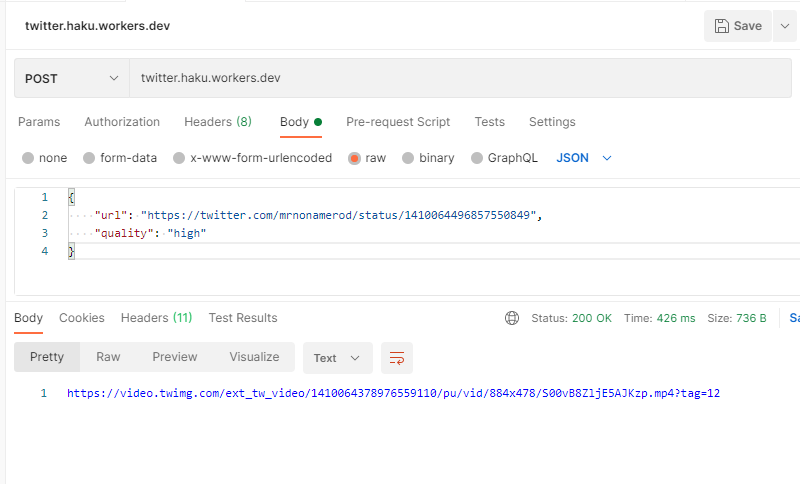 twitter.haku.workers.dev
Save
POST twitter.haku.workers.dev
Params Authorization Headers (8) Body Pre-request Script Tests Settings
none form-data x-www-form-urlencoded raw binary GraphQL JSON
1 {
2 "url": "https://twitter.com/mrnonamerod/status/1410064496857550849",
3 "quality": "high"
4 }
Body Cookies Headers (11) Test Results Status: 200 OK Time: 426 ms Size: 736 B Sa
Pretty Raw Preview Visualize Text
1 https://video.twimg.com/ext_tw_video/1410064378976559110/pu/vid/884x478/S00vB8ZljE5AJKzp.mp4?tag=12